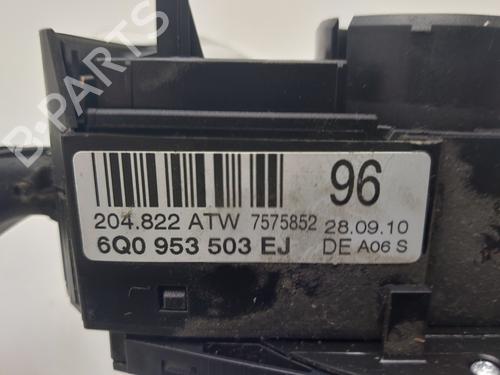 B-PARTS
96
204.822 ATW 7575852 28.09.10
6Q0 953 503 EJ DE A06 S